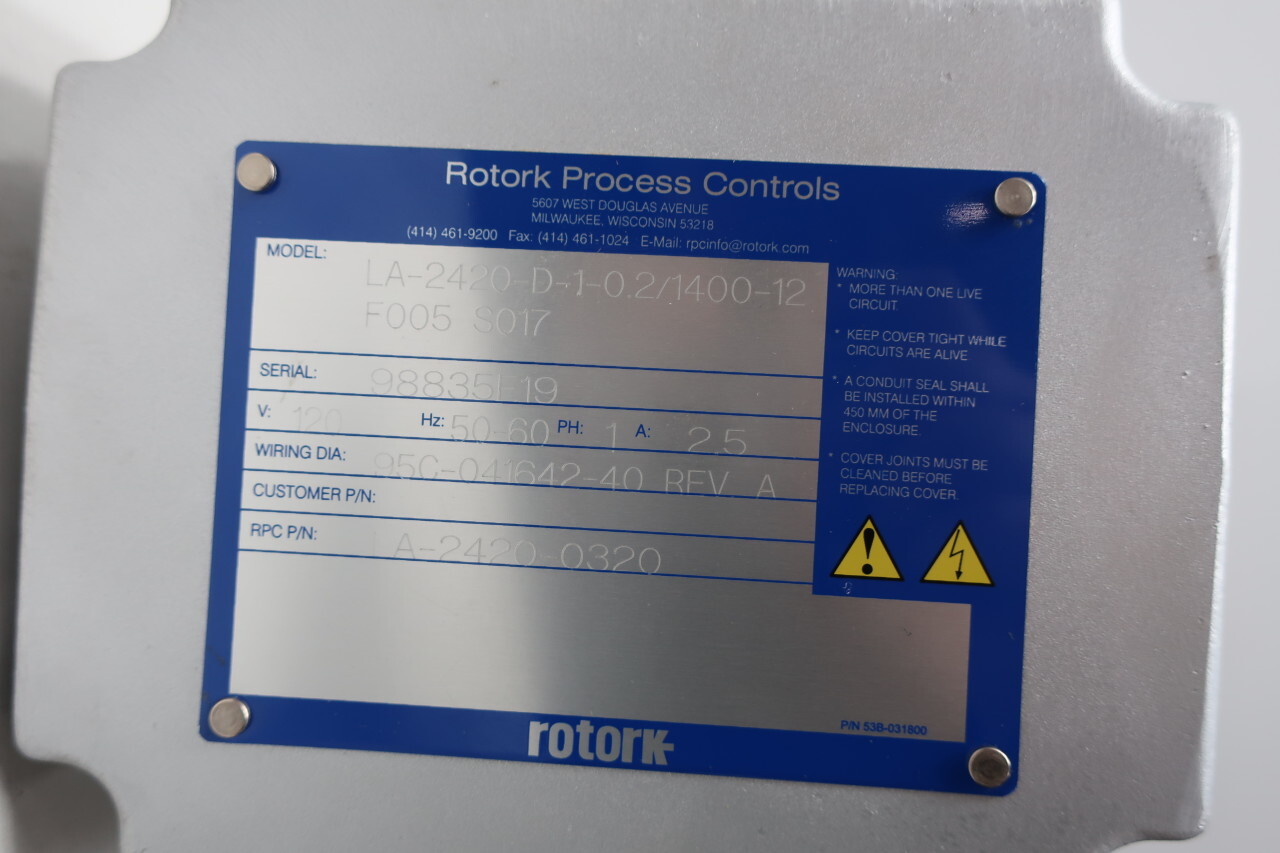 Rotork Process Controls
5607 WEST DOUGLAS AVENUE
MILWAUKEE, WISCONSIN 53218
(414) 461-9200 Fax: (414) 461-1024 E-Mail: rpcinfo@rotork.com
MODEL: LA-2420-D-1-0.2/1400-12
F005 S017
SERIAL: 98835L19
V: 120 Hz: 50-60 PH: 1 A: 2.5
WIRING DIA: 95C-041642-40 REV. A
CUSTOMER P/N:
RPC P/N: A-2420-0320
WARNING:
* MORE THAN ONE LIVE
CIRCUIT
* KEEP COVER TIGHT WHILE
CIRCUITS ARE ALIVE
* A CONDUIT SEAL SHALL
BE INSTALLED WITHIN
450 MM OF THE
ENCLOSURE.
* COVER JOINTS MUST BE
CLEANED BEFORE
REPLACING COVER.
P/N 53B-031800
rotork